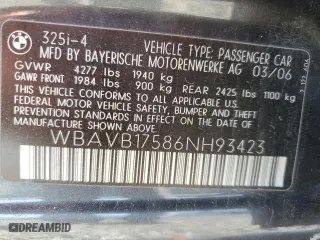 325i-4 VEHICLE TYPE: PASSENGER CAR
MFD BY BAYERISCHE MOTORENWERKE AG 03/06
GVWR 4277 lbs 1940 kg
GAWR FRONT 1984 lbs 900 kg REAR 2425 lbs 1100 kg
THIS VEHICLE CONFORMS TO ALL APPLICABLE
FEDERAL MOTOR VEHICLE SAFETY, BUMPER AND THEFT
PREVENTION STANDARDS IN EFFECT ON THE DATE OF
MANUFACTURE SHOWN ABOVE:
WBAVB17586NH93423